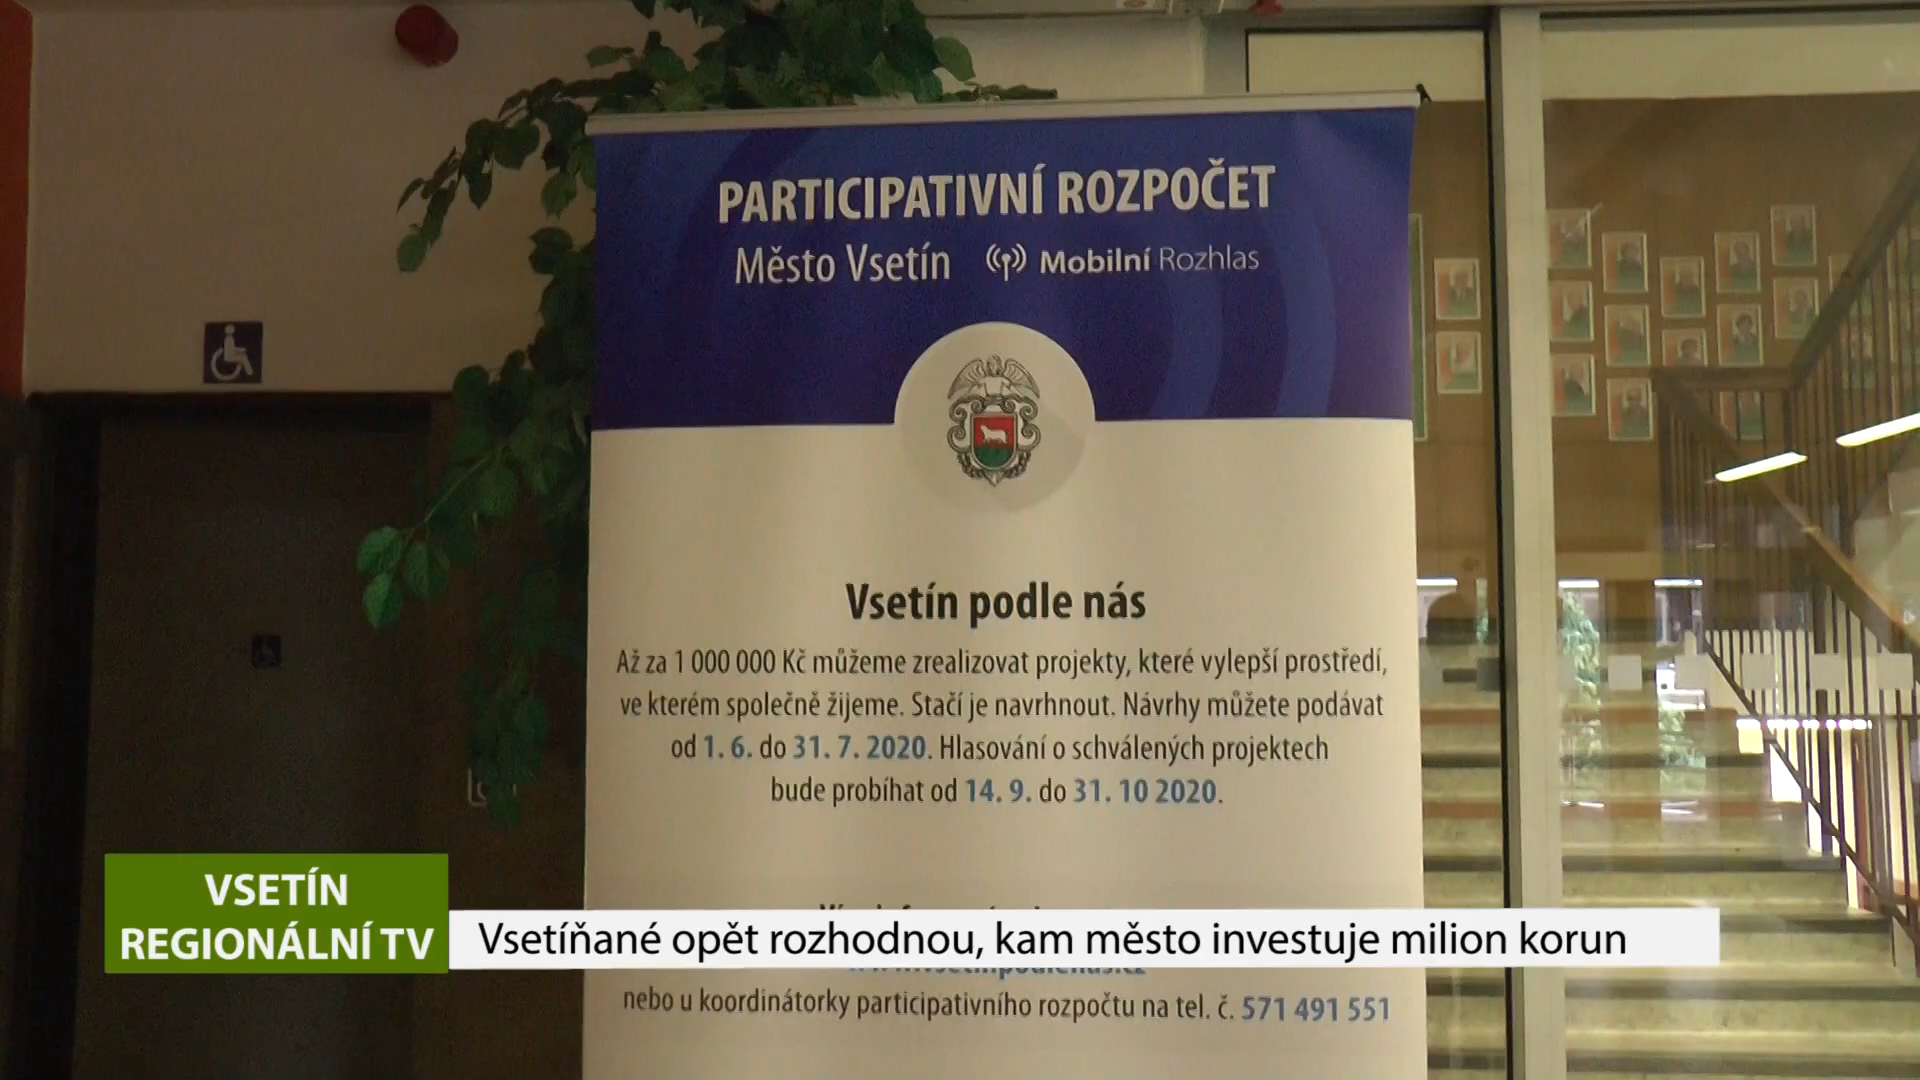 PARTICIPATIVNÍ ROZPOČET
Město Vsetín Mobilní Rozhlas
Vsetín podle nás
Až za 1 000 000 Kč můžeme zrealizovat projekty, které vylepší prostředí,
ve kterém společně žijeme. Stačí je navrhnout. Návrhy můžete podávat
od 1. 6. do 31. 7. 2020. Hlasování o schválených projektech
bude probíhat od 14. 9. do 31. 10 2020.
VSETÍN
REGIONÁLNÍ TV
Vsetíňané opět rozhodnou, kam město investuje milion korun
nebo u koordinátorky participativního rozpočtu na tel. č. 571 491 551